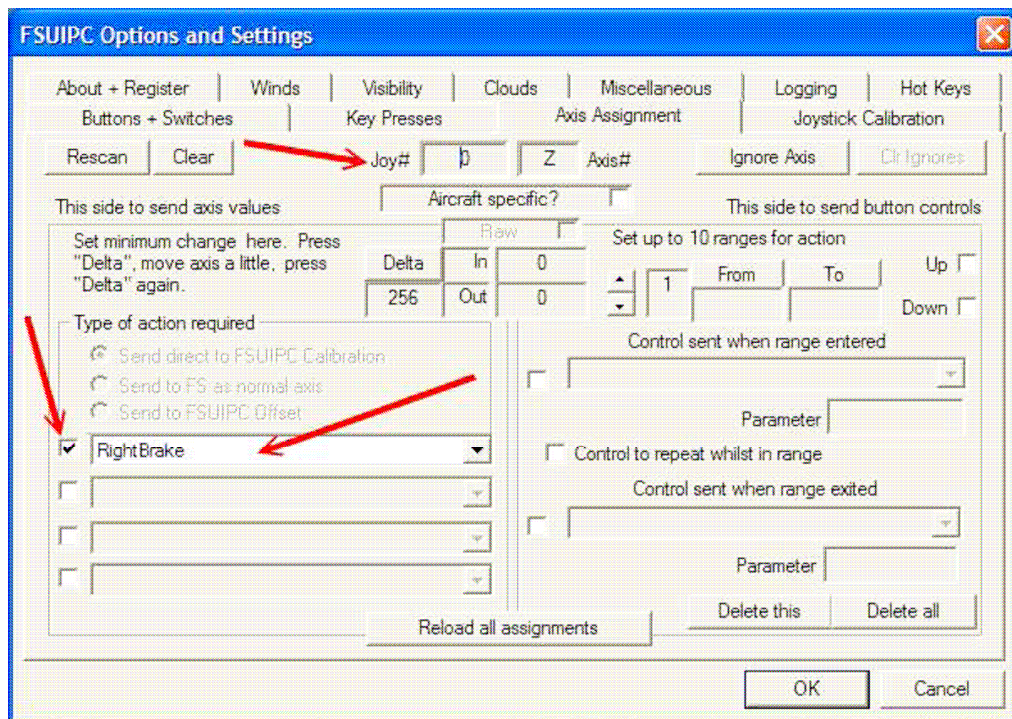 FSUIPC Options and Settings
About + Register Winds Visibility Clouds Miscellaneous Logging Hot Keys
Buttons + Switches Key Presses Axis Assignment Joystick Calibration
Rescan Clear Joy# 0 Z Axis# Ignore Axis Clr Ignores
Aircraft specific?
This side to send axis values This side to send button controls
Raw
Set minimum change here. Press
"Delta", move axis a little, press
"Delta" again.
Delta In 0
256 Out 0
Set up to 10 ranges for action
1 From To Up
Down
Type of action required
Send direct to FSUIPC Calibration
Send to FS as normal axis
Send to FSUIPC Offset
RightBrake
Control sent when range entered
Parameter
Control to repeat whilst in range
Control sent when range exited
Parameter
Delete this Delete all
Reload all assignments
OK Cancel